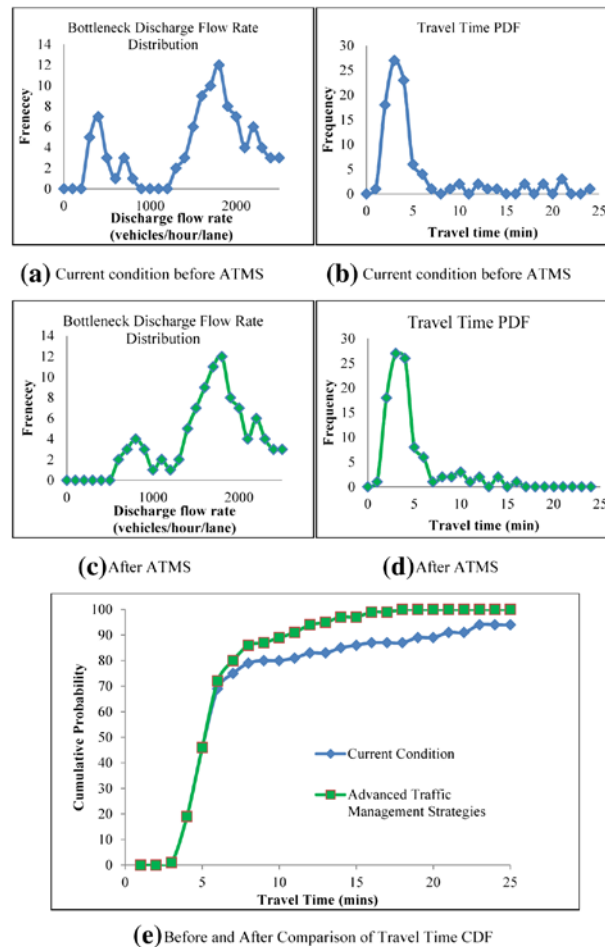 Bottleneck Discharge Flow Rate
Distribution
14
12
10
8
6
4
2
0
Frenecey
0 1000 2000
Discharge flow rate
(vehicles/hour/lane)
Travel Time PDF
30
25
20
15
10
5
0
Frequency
0 5 10 15 20 25
Travel time (min)
(a) Current condition before ATMS
(b) Current condition before ATMS
Bottleneck Discharge Flow Rate
Distribution
14
12
10
8
6
4
2
0
Frenecey
0 1000 2000
Discharge flow rate
(vehicles/hour/lane)
Travel Time PDF
30
25
20
15
10
5
0
Frequency
0 5 10 15 20 25
Travel time (min)
(c) After ATMS
(d) After ATMS
100
90
80
70
60
50
40
30
20
10
0
Cumulative Probability
Current Condition
Advanced Traffic
Management Strategies
0 5 10 15 20 25
Travel Time (mins)
(e) Before and After Comparison of Travel Time CDF